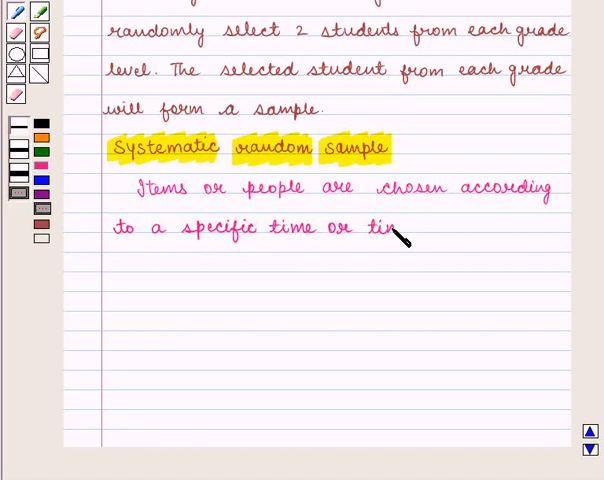 randomly select 2 students from each grade
level. The selected student from each grade
will form a sample.
Systematic random sample
Items or people are chosen according
to a specific time or